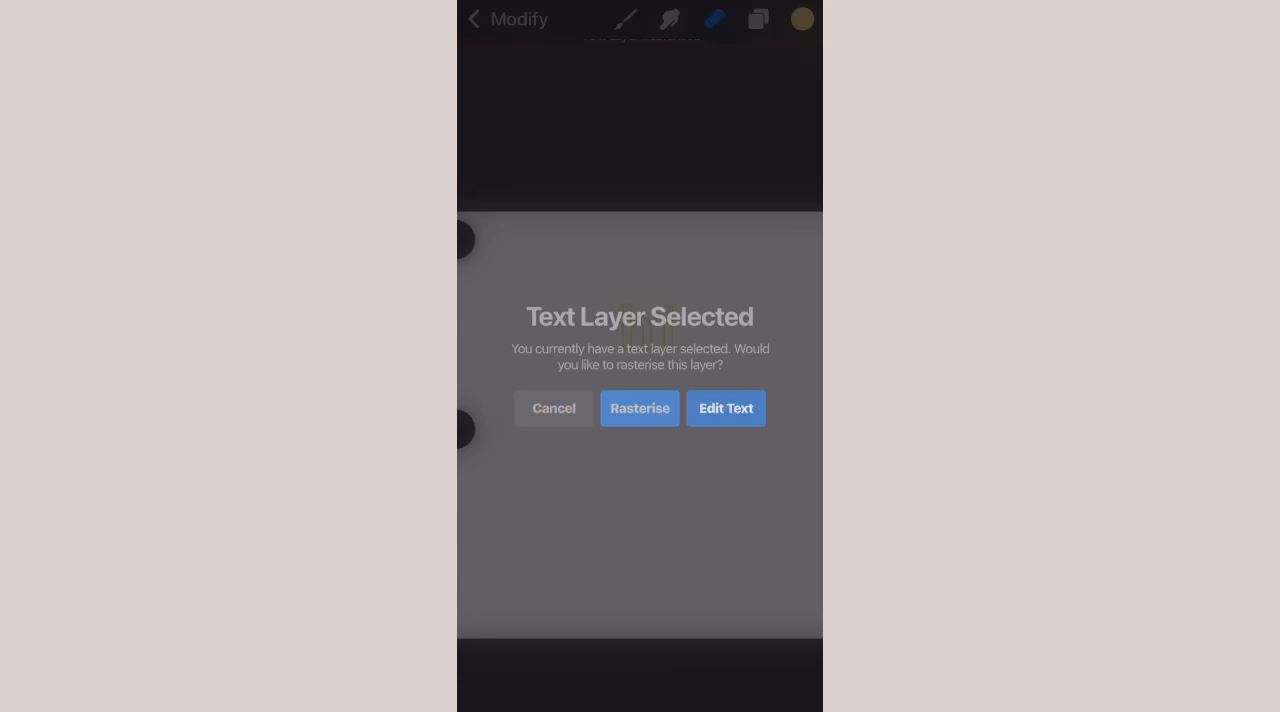 Modify
Text Layer Selected
You currently have a text layer selected. Would
you like to rasterise this layer?
Cancel
Rasterise
Edit Text